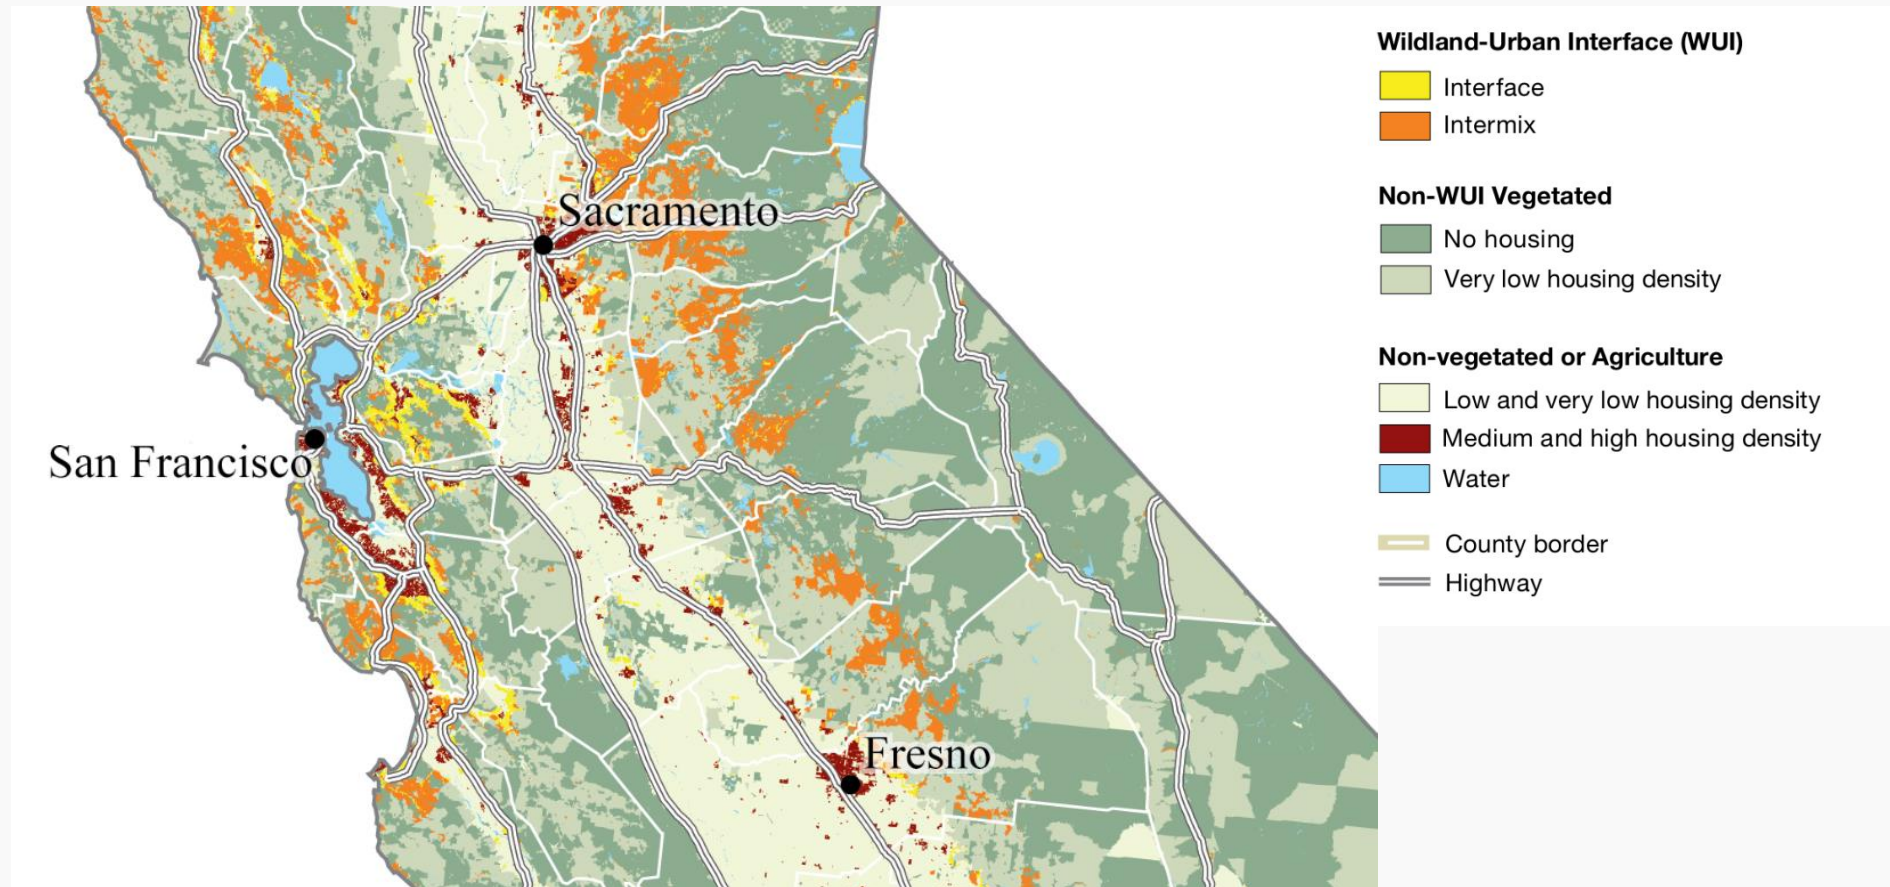 Sacramento
San Francisco
Fresno
Wildland-Urban Interface (WUI)
Interface
Intermix
Non-WUI Vegetated
No housing
Very low housing density
Non-vegetated or Agriculture
Low and very low housing density
Medium and high housing density
Water
County border
Highway